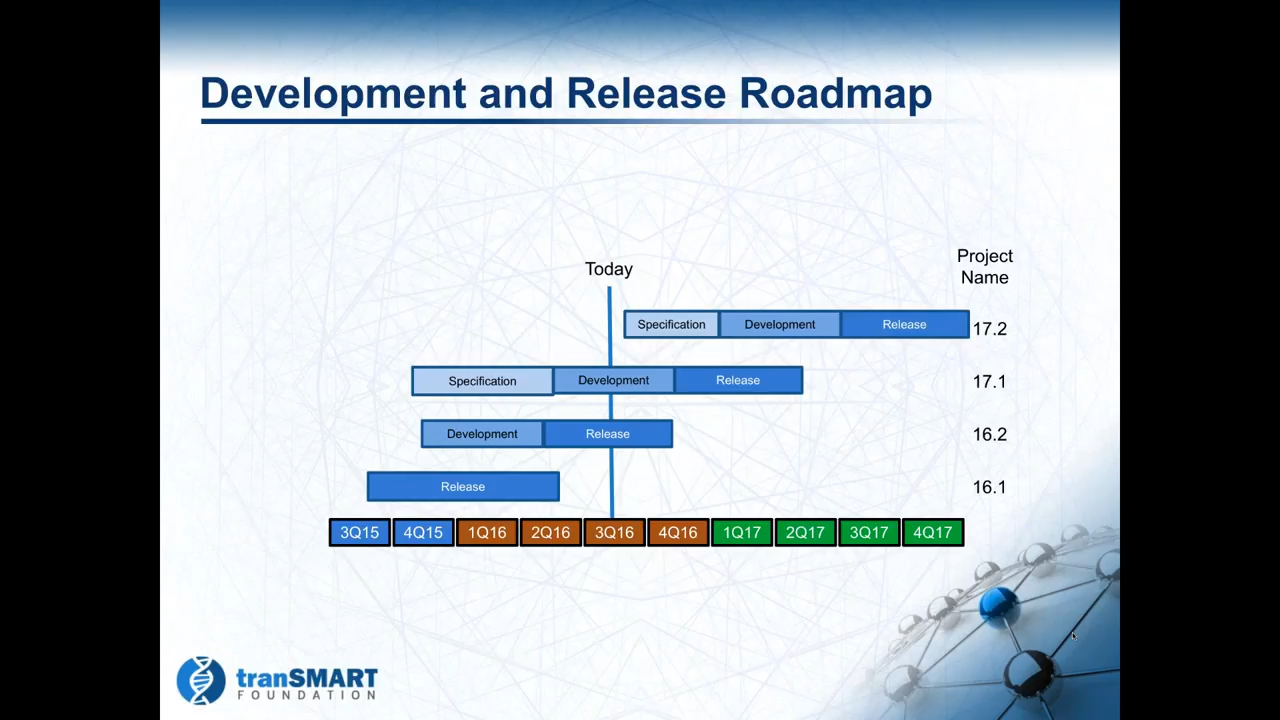 Development and Release Roadmap
Project
Name
Today
Specification Development Release 17.2
Specification Development Release 17.1
Development Release 16.2
Release 16.1
3Q15 4Q15 1Q16 2Q16 3Q16 4Q16 1Q17 2Q17 3Q17 4Q17
tranSMART
FOUNDATION